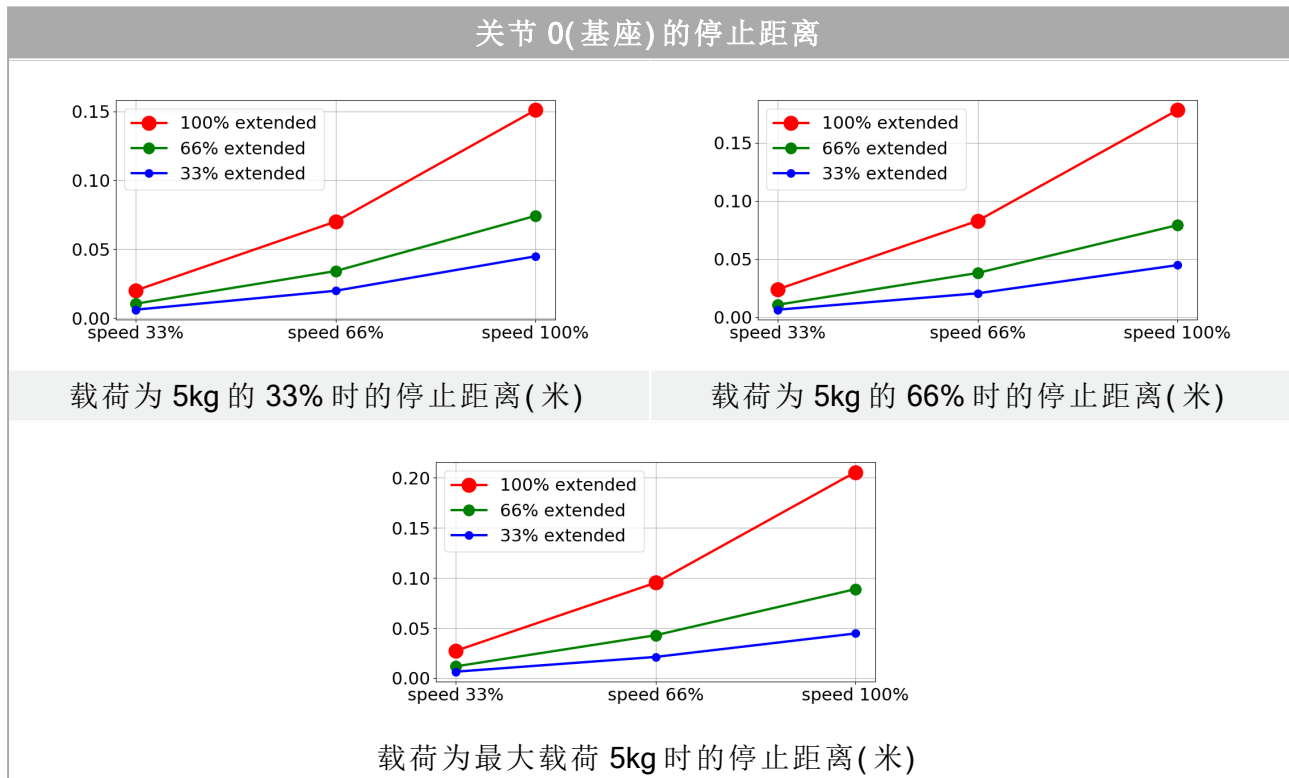 关节 0(基座)的停止距离
0.15
0.10
0.05
0.00
100% extended
66% extended
33% extended
speed 33% speed 66% speed 100%
0.15
0.10
0.05
0.00
100% extended
66% extended
33% extended
speed 33% speed 66% speed 100%
载荷为 5kg 的 33% 时的停止距离(米)
载荷为 5kg 的 66% 时的停止距离(米)
0.20
0.15
0.10
0.05
0.00
100% extended
66% extended
33% extended
speed 33% speed 66% speed 100%
载荷为最大载荷 5kg 时的停止距离(米)